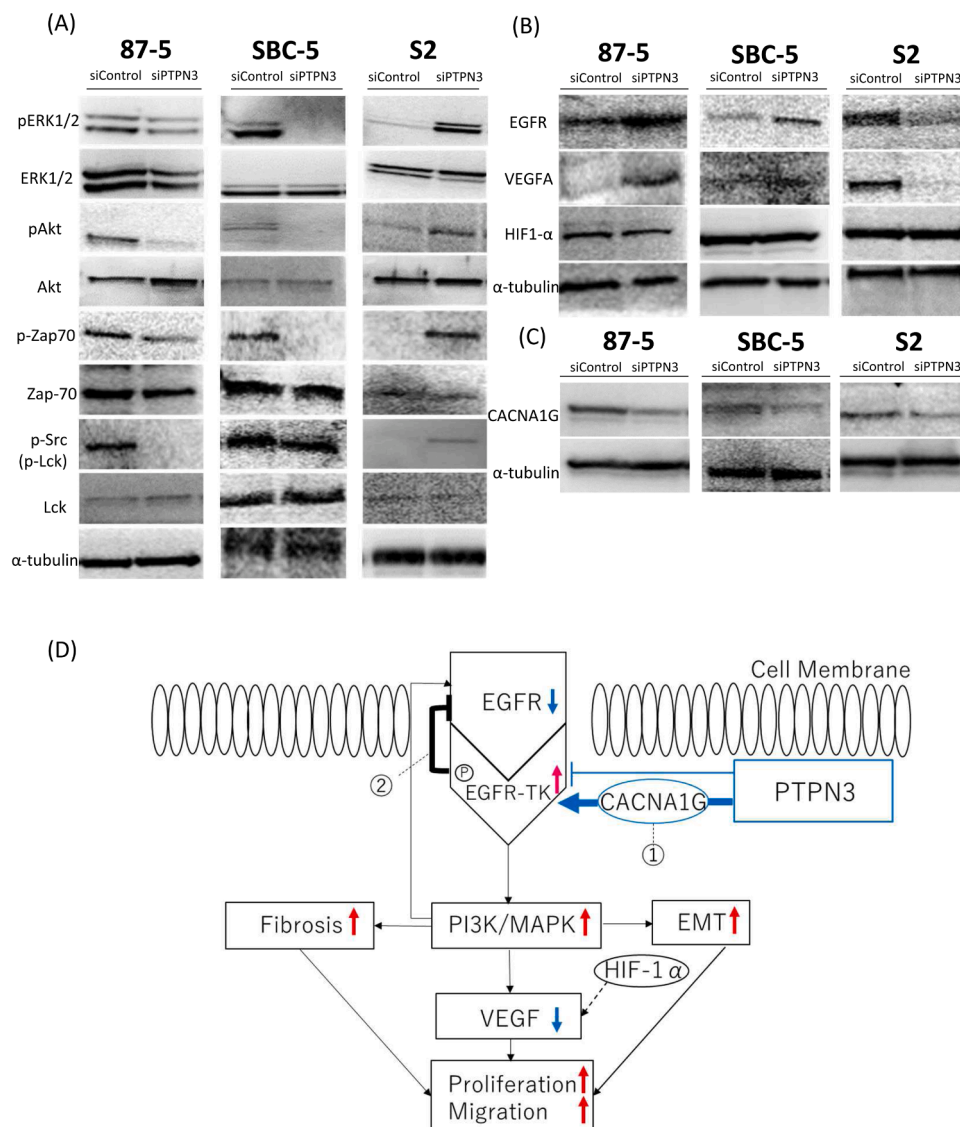 (A)
87-5 SBC-5 S2
siControl siPTPN3 siControl siPTPN3 siControl siPTPN3
pERK1/2
ERK1/2
pAkt
Akt
p-Zap70
Zap-70
p-Src
(p-Lck)
Lck
α-tubulin
(B)
87-5 SBC-5 S2
siControl siPTPN3 siControl siPTPN3 siControl siPTPN3
EGFR
VEGFA
HIF1-α
α-tubulin
(C)
87-5 SBC-5 S2
siControl siPTPN3 siControl siPTPN3 siControl siPTPN3
CACNA1G
α-tubulin
(D)
Cell Membrane
EGFR
②
P
EGFR-TK
CACNA1G
PTPN3
①
Fibrosis
PI3K/MAPK
EMT
HIF-1α
VEGF
Proliferation
Migration